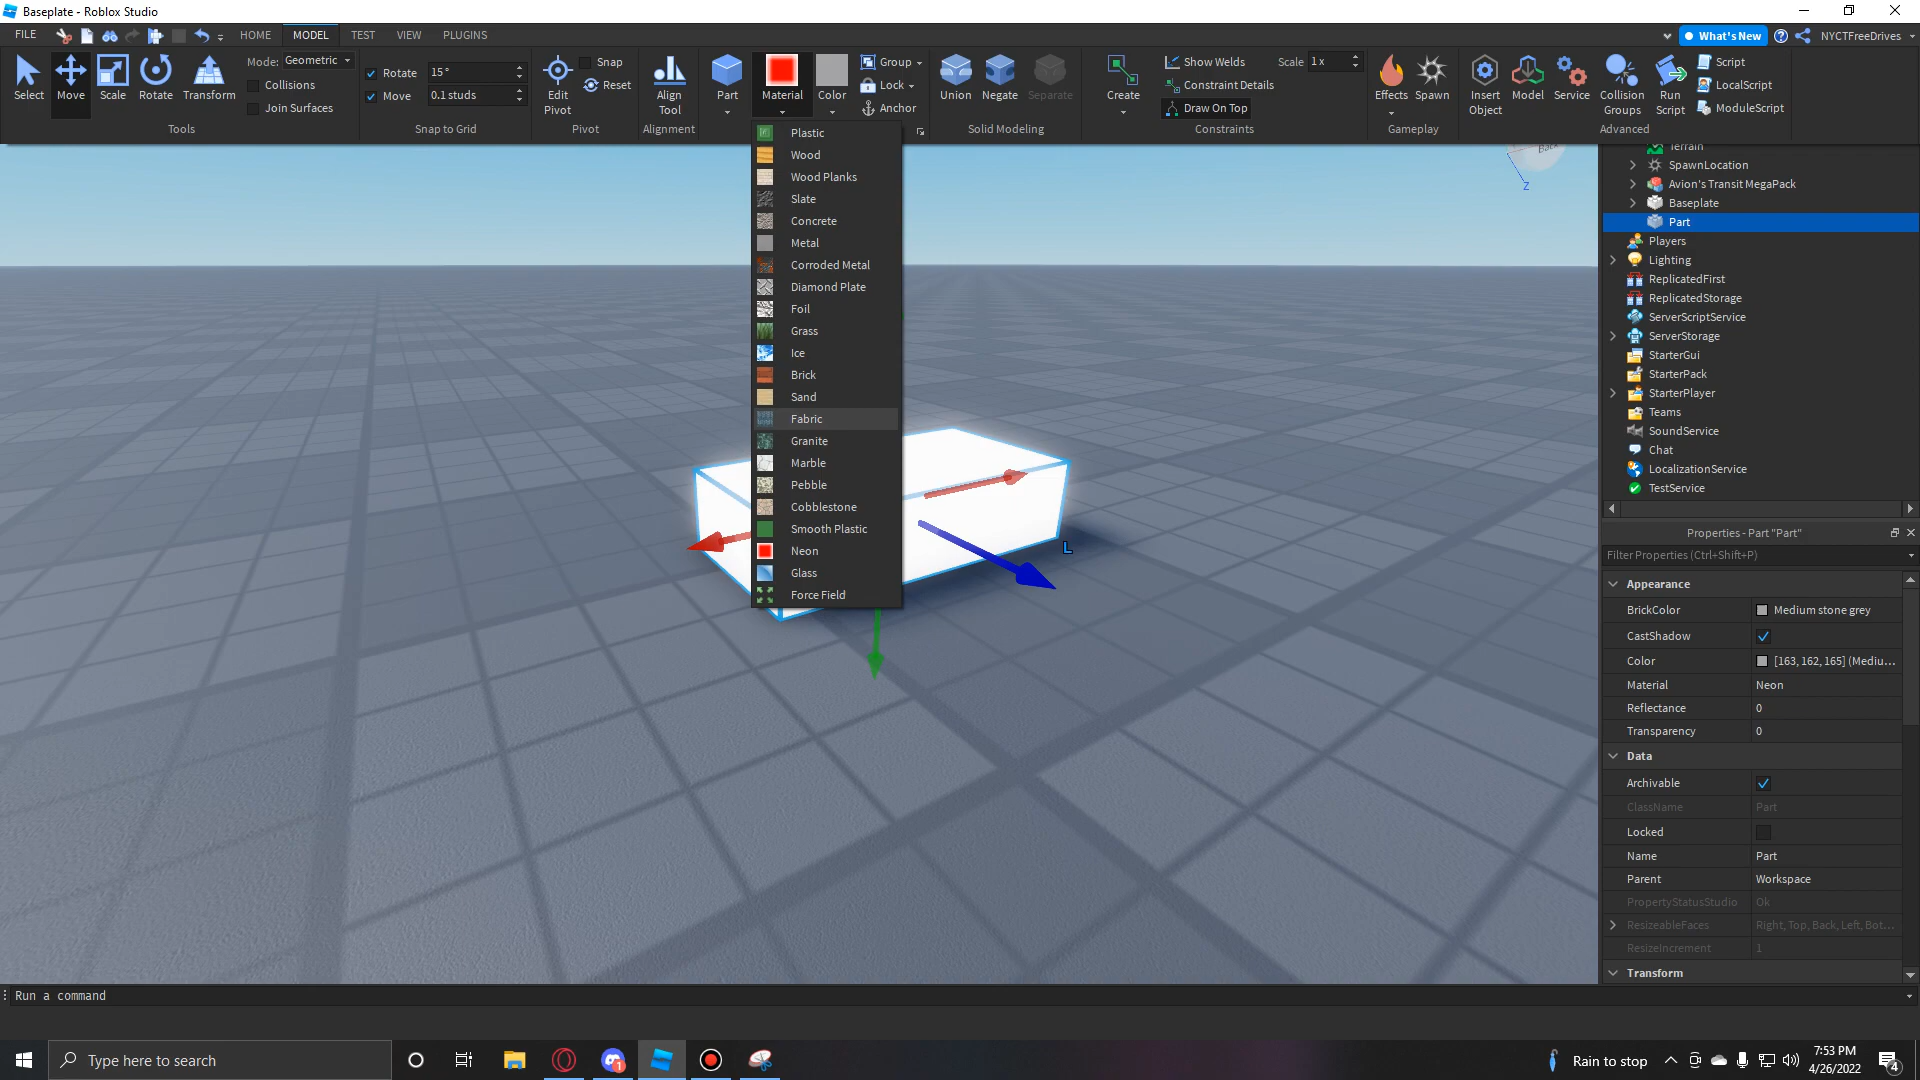 Baseplate - Roblox Studio
FILE HOME MODEL TEST VIEW PLUGINS What's New NYCTFreeDrives
Select Move Scale Rotate Transform
Mode: Geometric
Collisions
Join Surfaces
Tools
Rotate 15°
Move 0.1 studs
Snap to Grid
Edit Pivot
Snap
Reset
Pivot
Align Tool
Alignment
Part Material Color
Group
Lock
Anchor
Union Negate Separate
Solid Modeling
Create
Show Welds
Constraint Details
Draw On Top
Scale 1 x
Constraints
Effects Spawn
Gameplay
Insert Object
Model
Service
Collision Groups
Run Script
Script
LocalScript
ModuleScript
Advanced
Plastic
Wood
Wood Planks
Slate
Concrete
Metal
Corroded Metal
Diamond Plate
Foil
Grass
Ice
Brick
Sand
Fabric
Granite
Marble
Pebble
Cobblestone
Smooth Plastic
Neon
Glass
Force Field
Back
Z
L
Terrain
SpawnLocation
Avion's Transit MegaPack
Baseplate
Part
Players
Lighting
ReplicatedFirst
ReplicatedStorage
ServerScriptService
ServerStorage
StarterGui
StarterPack
StarterPlayer
Teams
SoundService
Chat
LocalizationService
TestService
Properties - Part "Part"
Filter Properties (Ctrl+Shift+P)
Appearance
BrickColor Medium stone grey
CastShadow
Color [163, 162, 165] (Mediu...
Material Neon
Reflectance 0
Transparency 0
Data
Archivable
ClassName Part
Locked
Name Part
Parent Workspace
PropertyStatusStudio Ok
ResizeableFaces Right, Top, Back, Left, Bot...
ResizeIncrement 1
Transform
Run a command
Type here to search
1
Rain to stop
7:53 PM
4/26/2022
4